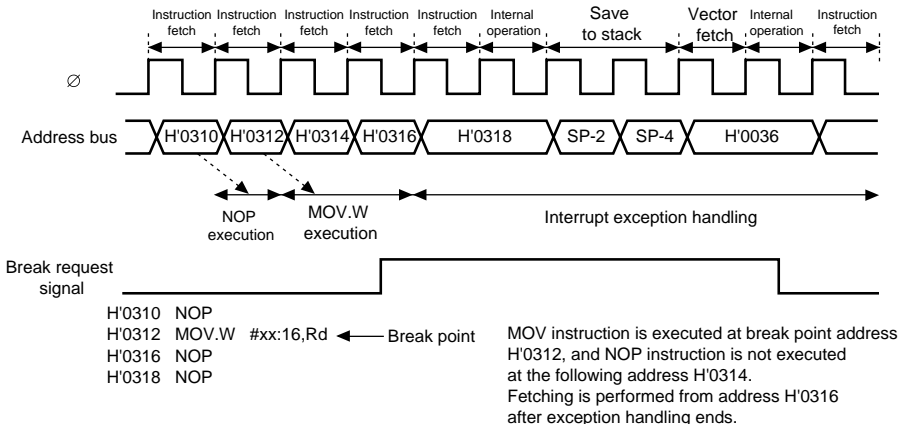 Instruction fetch
Instruction fetch
Instruction fetch
Instruction fetch
Instruction fetch
Internal operation
Save to stack
Vector fetch
Internal operation
Instruction fetch
∅
Address bus
H'0310
H'0312
H'0314
H'0316
H'0318
SP-2
SP-4
H'0036
NOP
execution
MOV.W
execution
Interrupt exception handling
Break request
signal
H'0310 NOP
H'0312 MOV.W #xx:16,Rd
Break point
H'0316 NOP
H'0318 NOP
MOV instruction is executed at break point address
H'0312, and NOP instruction is not executed
at the following address H'0314.
Fetching is performed from address H'0316
after exception handling ends.